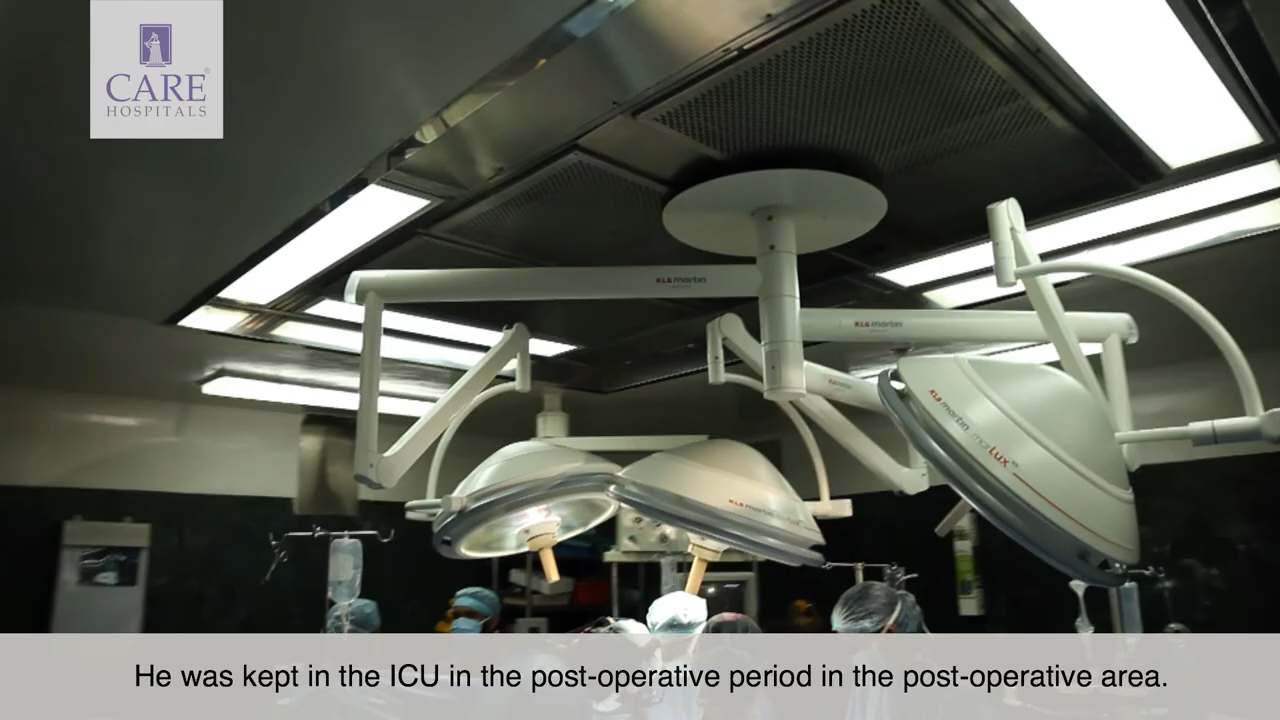 CARE
HOSPITALS
KLS martin
KLS martin
KLS martin marLUX
KLS martin
He was kept in the ICU in the post-operative period in the post-operative area.